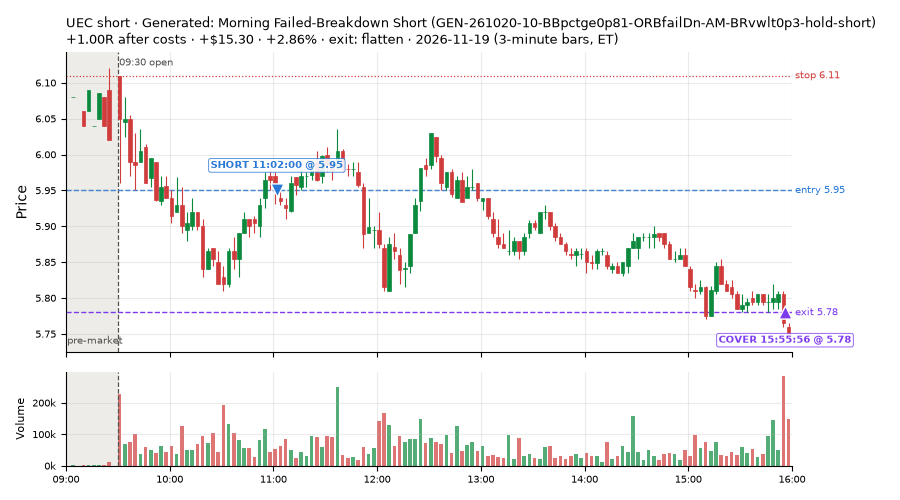 UEC short · Generated: Morning Failed-Breakdown Short (GEN-261020-10-BBpctge0p81-ORBfailDn-AM-BRvwlt0p3-hold-short)
+1.00R after costs · +$15.30 · +2.86% · exit: flatten · 2026-11-19 (3-minute bars, ET)
09:30 open
stop 6.11
6.10
6.05
6.00
SHORT 11:02:00 @ 5.95
5.95
entry 5.95
5.90
5.85
5.80
exit 5.78
5.75
pre-market
COVER 15:55:56 @ 5.78
Price
200k
100k
0k
Volume
09:00 10:00 11:00 12:00 13:00 14:00 15:00 16:00